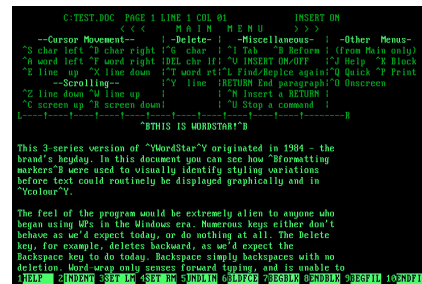 C:TEST.DOC PAGE 1 LINE 1 COL 01 INSERT ON
< < < M A I N M E N U > > >
--Cursor Movement-- | -Delete- | -Miscellaneous- | -Other Menus-
^S char left ^D char right |^G char | ^I Tab ^B Reform | (from Main only)
^A word left ^F word right |DEL chr lf| ^V INSERT ON/OFF |^J Help ^K Block
^E line up ^X line down |^T word rt|^L Find/Replce again|^Q Quick ^P Print
--Scrolling-- |^Y line |RETURN End paragraph|^O Onscreen
^Z line down ^W line up | | ^N Insert a RETURN |
^C screen up ^R screen down| | ^U Stop a command |
L----!----!----!----!----!----!----!----!--------R
^BTHIS IS WORDSTAR!^B
This 3-series version of ^YWordStar^Y originated in 1984 - the
brand's heyday. In this document you can see how ^Bformatting
markers^B were used to visually identify styling variations
before text could routinely be displayed graphically and in
^Ycolour^Y.
The feel of the program would be extremely alien to anyone who
began using WPs in the Windows era. Numerous keys either don't
behave as we'd expect today, or do nothing at all. The Delete
key, for example, deletes backward, as we'd expect the
Backspace key to do today. Backspace simply backspaces with no
deletion. Word-wrap only senses forward typing, and is unable to
1HELP 2INDENT 3SET LM 4SET RM 5UNDLIN 6BLDFCE 7BEGBLK 8ENDBLK 9BEGFIL 10ENDFI